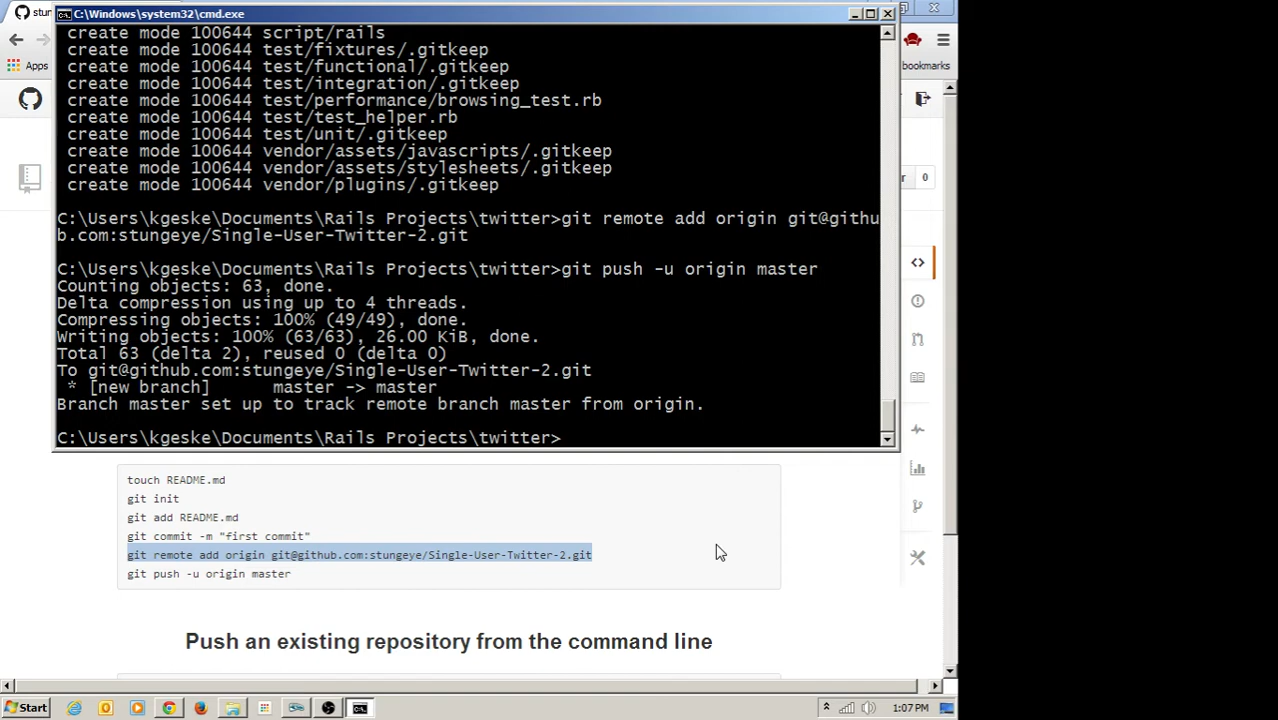 stun
C:\Windows\system32\cmd.exe
create mode 100644 script/rails
create mode 100644 test/fixtures/.gitkeep
create mode 100644 test/functional/.gitkeep
create mode 100644 test/integration/.gitkeep
create mode 100644 test/performance/browsing_test.rb
create mode 100644 test/test_helper.rb
create mode 100644 test/unit/.gitkeep
create mode 100644 vendor/assets/javascripts/.gitkeep
create mode 100644 vendor/assets/stylesheets/.gitkeep
create mode 100644 vendor/plugins/.gitkeep
C:\Users\kgeske\Documents\Rails Projects\twitter>git remote add origin git@githu
b.com:stungeye/Single-User-Twitter-2.git
C:\Users\kgeske\Documents\Rails Projects\twitter>git push -u origin master
Counting objects: 63, done.
Delta compression using up to 4 threads.
Compressing objects: 100% (49/49), done.
Writing objects: 100% (63/63), 26.00 KiB, done.
Total 63 (delta 2), reused 0 (delta 0)
To git@github.com:stungeye/Single-User-Twitter-2.git
* [new branch] master -> master
Branch master set up to track remote branch master from origin.
C:\Users\kgeske\Documents\Rails Projects\twitter>
Apps
bookmarks
r 0
touch README.md
git init
git add README.md
git commit -m "first commit"
git remote add origin git@github.com:stungeye/Single-User-Twitter-2.git
git push -u origin master
Push an existing repository from the command line
Start
1:07 PM